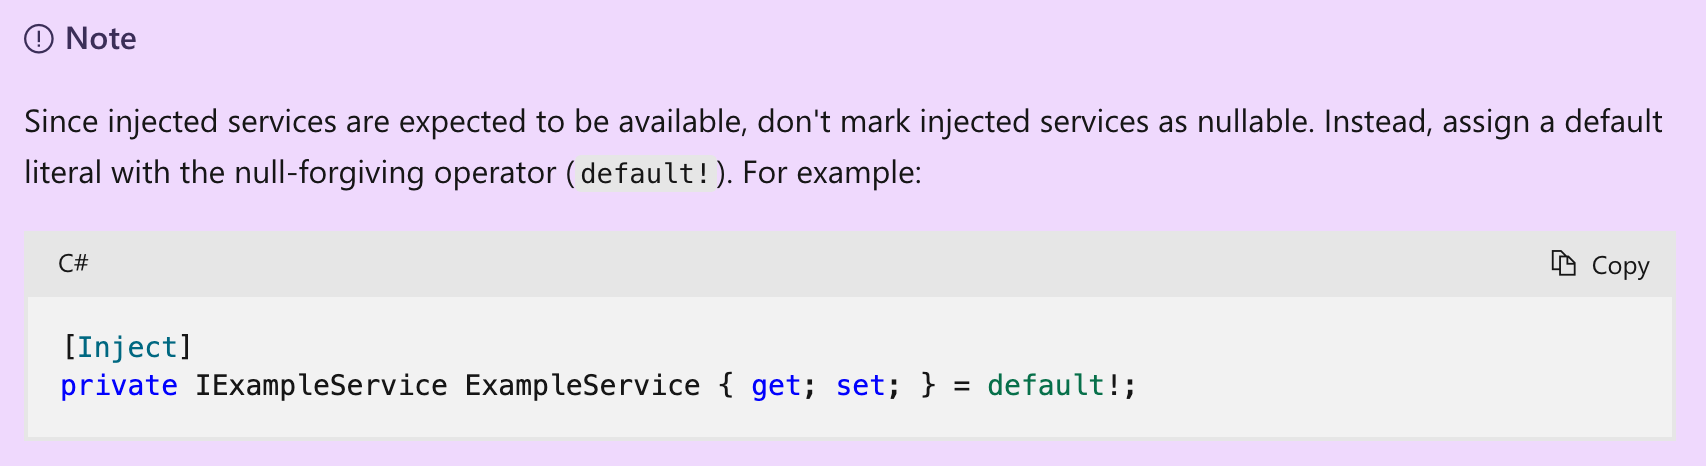 Note
Since injected services are expected to be available, don't mark injected services as nullable. Instead, assign a default
literal with the null-forgiving operator (default!). For example:
C#
Copy
[Inject]
private IExampleService ExampleService { get; set; } = default!;